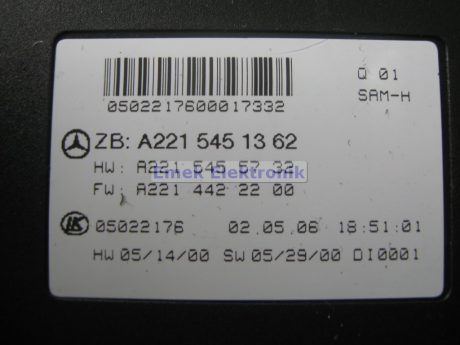 Q 01
SAM-H
0502217600017332
ZB: A221 545 13 62
HW: A221 545 57 32
FW: A221 442 22 00
Emek Elektronik
05022176 02.05.06 18:51:01
HW 05/14/00 SW 05/29/00 DI0001